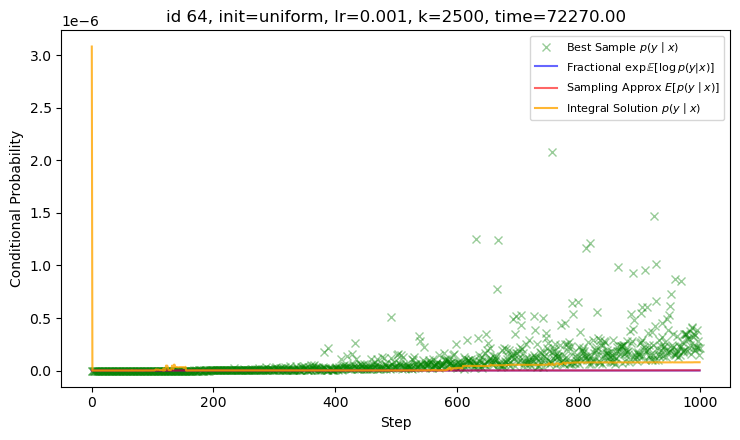 id 64, init=uniform, lr=0.001, k=2500, time=72270.00
1e−6
Best Sample p(y | x)
Fractional exp𝔼[log p(y|x)]
Sampling Approx E[p(y | x)]
Integral Solution p(y | x)
3.0
2.5
2.0
1.5
1.0
0.5
0.0
Conditional Probability
0 200 400 600 800 1000
Step